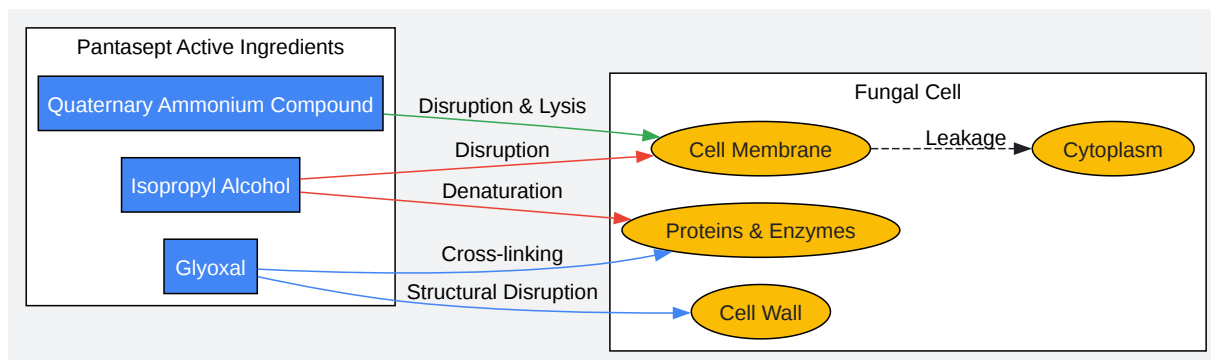 Pantasept Active Ingredients
Quaternary Ammonium Compound
Isopropyl Alcohol
Glyoxal
Disruption & Lysis
Disruption
Denaturation
Cross-linking
Structural Disruption
Fungal Cell
Cell Membrane
Leakage
Cytoplasm
Proteins & Enzymes
Cell Wall